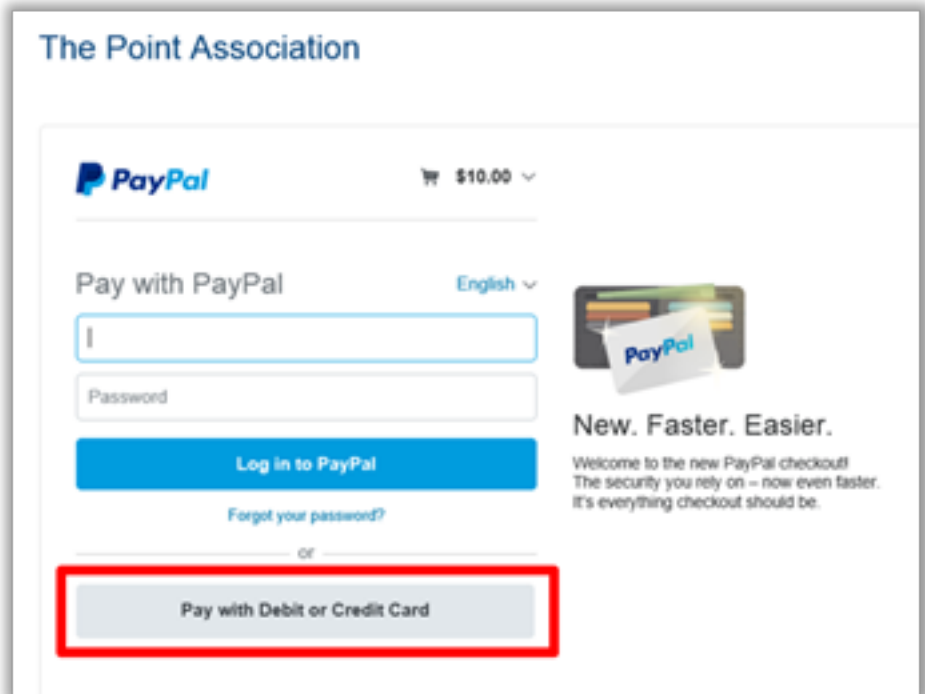 The Point Association
PayPal
$10.00
Pay with PayPal
English
Password
Log in to PayPal
Forgot your password?
or
Pay with Debit or Credit Card
PayPal
New. Faster. Easier.
Welcome to the new PayPal checkout!
The security you rely on – now even faster.
It's everything checkout should be.